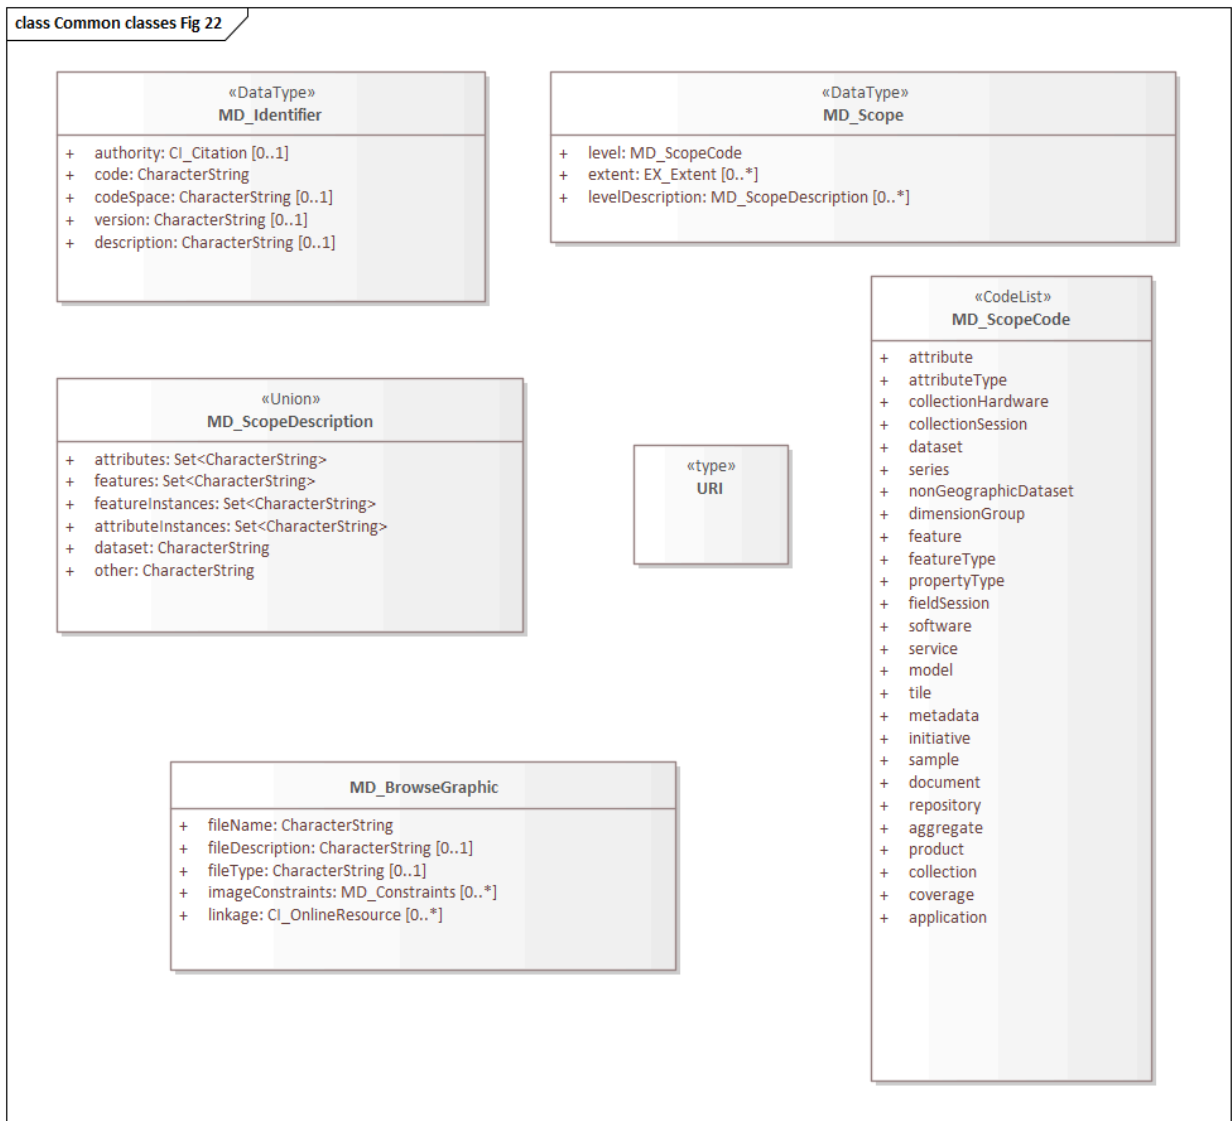 class Common classes Fig 22
«DataType»
MD_Identifier
+ authority: CI_Citation [0..1]
+ code: CharacterString
+ codeSpace: CharacterString [0..1]
+ version: CharacterString [0..1]
+ description: CharacterString [0..1]
«DataType»
MD_Scope
+ level: MD_ScopeCode
+ extent: EX_Extent [0..*]
+ levelDescription: MD_ScopeDescription [0..*]
«CodeList»
MD_ScopeCode
+ attribute
+ attributeType
+ collectionHardware
+ collectionSession
+ dataset
+ series
+ nonGeographicDataset
+ dimensionGroup
+ feature
+ featureType
+ propertyType
+ fieldSession
+ software
+ service
+ model
+ tile
+ metadata
+ initiative
+ sample
+ document
+ repository
+ aggregate
+ product
+ collection
+ coverage
+ application
«Union»
MD_ScopeDescription
+ attributes: Set<CharacterString>
+ features: Set<CharacterString>
+ featureInstances: Set<CharacterString>
+ attributeInstances: Set<CharacterString>
+ dataset: CharacterString
+ other: CharacterString
«type»
URI
MD_BrowseGraphic
+ fileName: CharacterString
+ fileDescription: CharacterString [0..1]
+ fileType: CharacterString [0..1]
+ imageConstraints: MD_Constraints [0..*]
+ linkage: CI_OnlineResource [0..*]